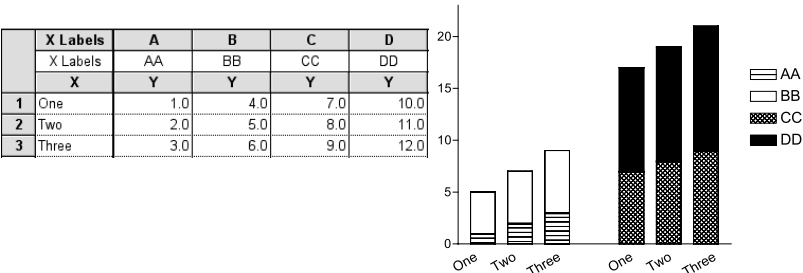 X Labels A B C D
X Labels AA BB CC DD
X Y Y Y Y
1 One 1.0 4.0 7.0 10.0
2 Two 2.0 5.0 8.0 11.0
3 Three 3.0 6.0 9.0 12.0
20
15
10
5
0
One Two Three One Two Three
AA
BB
CC
DD